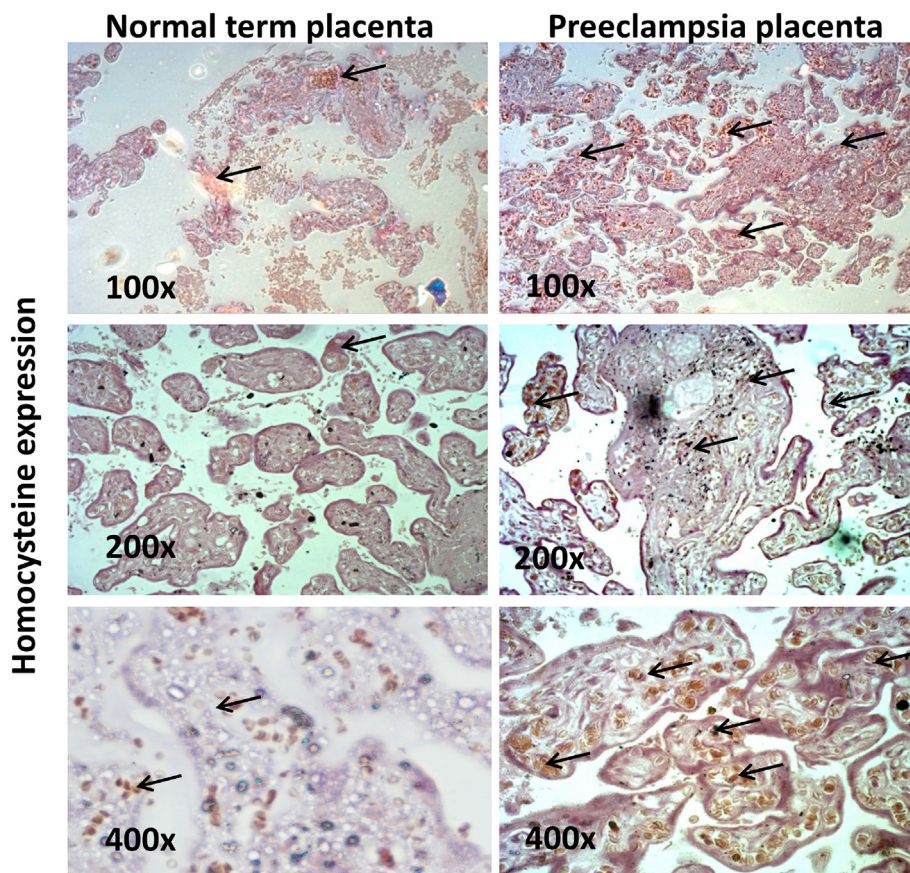 Normal term placenta
Preeclampsia placenta
Homocysteine expression
100x
100x
200x
200x
400x
400x